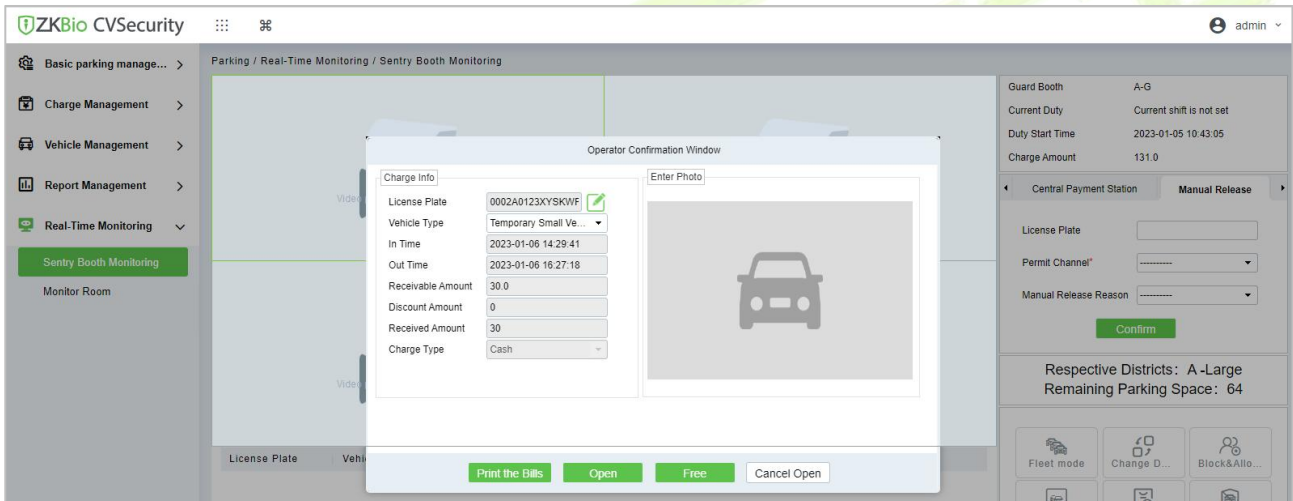 ZKBio CVSecurity
admin
Basic parking manage...
Charge Management
Vehicle Management
Report Management
Real-Time Monitoring
Sentry Booth Monitoring
Monitor Room
Parking / Real-Time Monitoring / Sentry Booth Monitoring
Video
Video
License Plate Vehi
Operator Confirmation Window
Charge Info
License Plate 0002A0123XYSKWF
Vehicle Type Temporary Small Ve...
In Time 2023-01-06 14:29:41
Out Time 2023-01-06 16:27:18
Receivable Amount 30.0
Discount Amount 0
Received Amount 30
Charge Type Cash
Enter Photo
Print the Bills Open Free Cancel Open
Guard Booth A-G
Current Duty Current shift is not set
Duty Start Time 2023-01-05 10:43:05
Charge Amount 131.0
Central Payment Station Manual Release
License Plate
Permit Channel* ----------
Manual Release Reason ----------
Confirm
Respective Districts: A -Large
Remaining Parking Space: 64
Fleet mode Change D... Block&Allo...